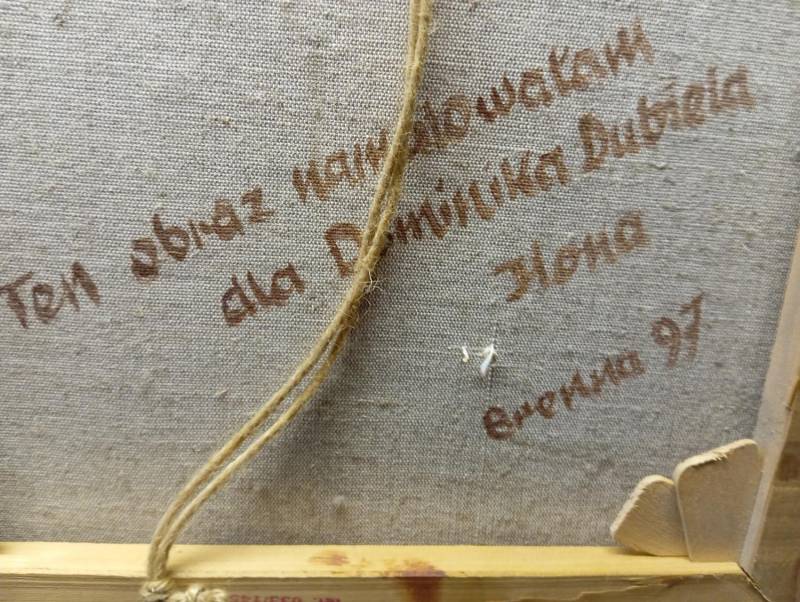 Ten obraz namalowałam
dla Dominika Dubiela
Ilona
Brenna 97